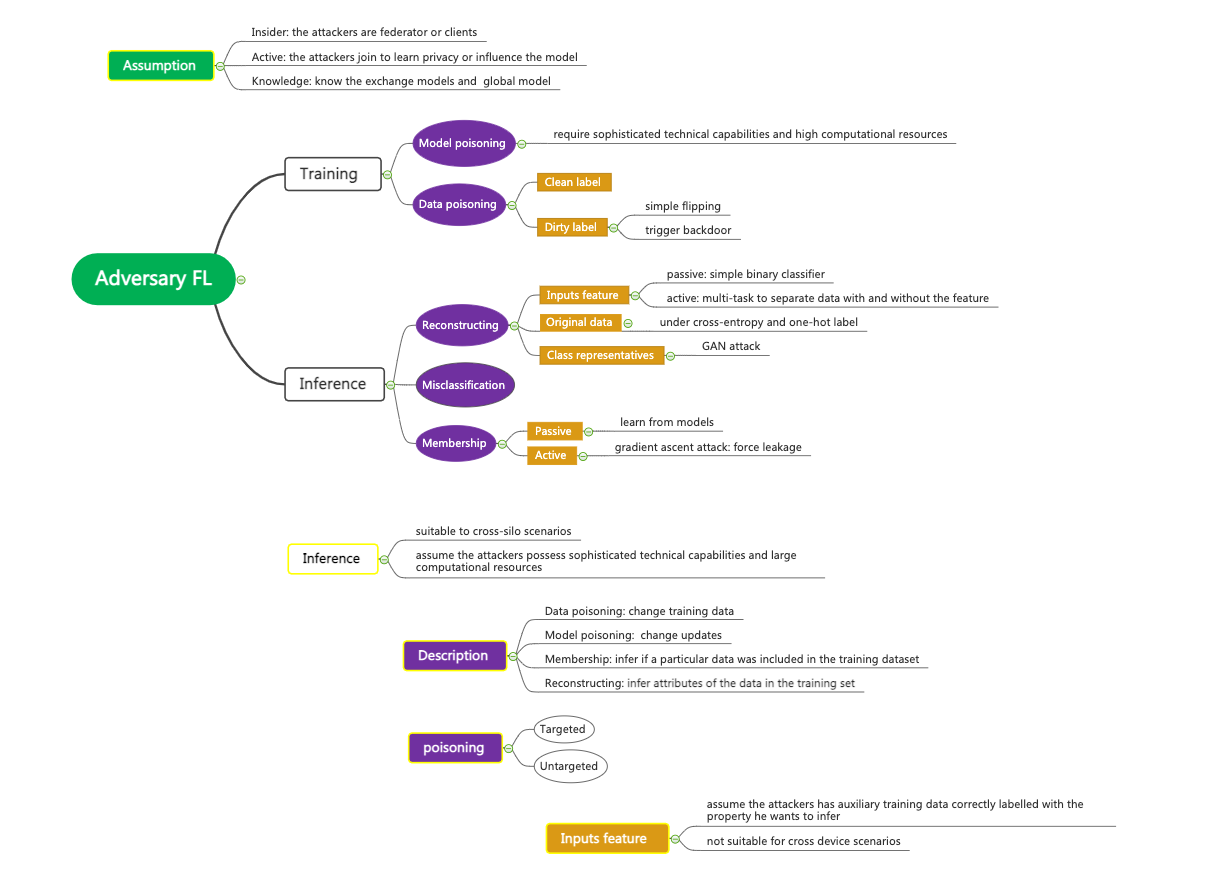 Insider: the attackers are federator or clients
Assumption
Active: the attackers join to learn privacy or influence the model
Knowledge: know the exchange models and  global model
Model poisoning
require sophisticated technical capabilities and high computational resources
Training
Data poisoning
Clean label
Dirty label
simple flipping
trigger backdoor
Adversary FL
Inference
Reconstructing
Inputs feature
passive: simple binary classifier
active: multi-task to separate data with and without the feature
Original data
under cross-entropy and one-hot label
Class representatives
GAN attack
Misclassification
Membership
Passive
learn from models
Active
gradient ascent attack: force leakage
Inference
suitable to cross-silo scenarios
assume the attackers possess sophisticated technical capabilities and large
computational resources
Description
Data poisoning: change training data
Model poisoning:  change updates
Membership: infer if a particular data was included in the training dataset
Reconstructing: infer attributes of the data in the training set
poisoning
Targeted
Untargeted
Inputs feature
assume the attackers has auxiliary training data correctly labelled with the
property he wants to infer
not suitable for cross device scenarios